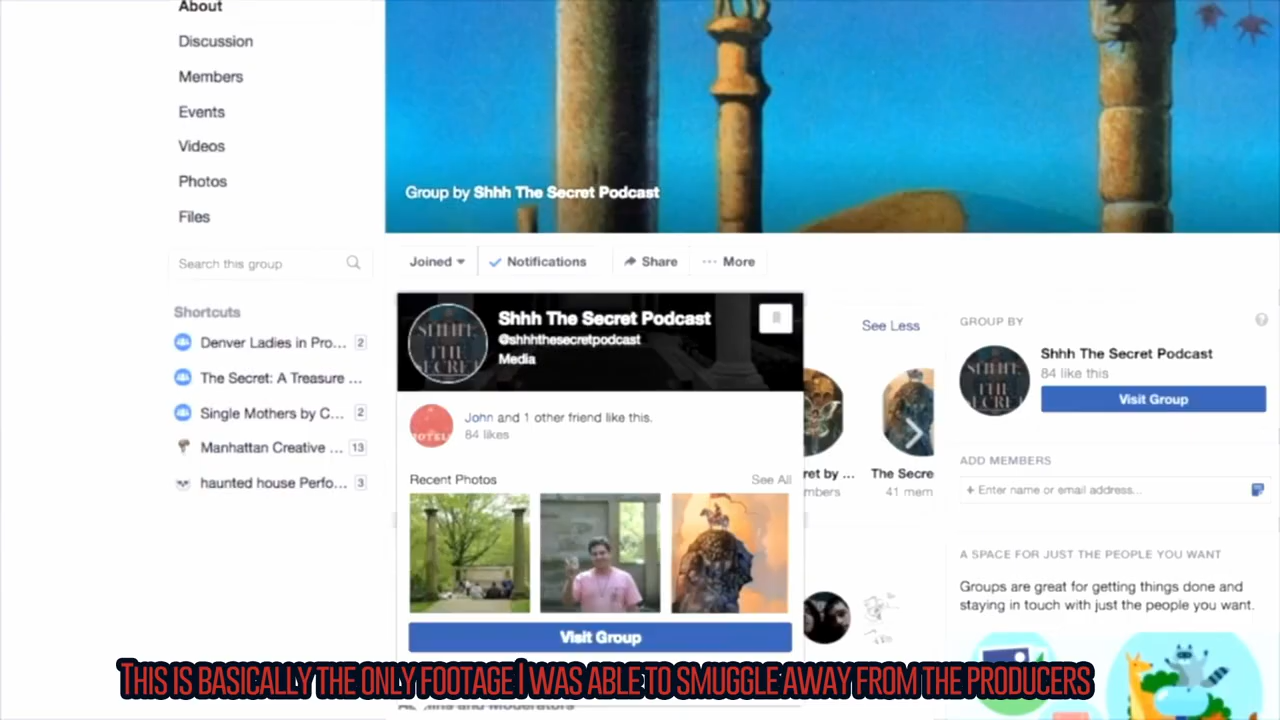 About
Discussion
Members
Events
Videos
Photos
Files
Search this group
Shortcuts
Denver Ladies in Pro... 2
The Secret: A Treasure ...
Single Mothers by C... 2
Manhattan Creative ... 13
haunted house Perfo... 3
Group by Shhh The Secret Podcast
Joined
Notifications
Share
More
Shhh The Secret Podcast
@shhhthesecretpodcast
Media
John and 1 other friend like this.
84 likes
Recent Photos See All
Visit Group
See Less
The Secre
41 mem
GROUP BY
Shhh The Secret Podcast
84 like this
Visit Group
ADD MEMBERS
+ Enter name or email address...
A SPACE FOR JUST THE PEOPLE YOU WANT
Groups are great for getting things done and
staying in touch with just the people you want.
THIS IS BASICALLY THE ONLY FOOTAGE I WAS ABLE TO SMUGGLE AWAY FROM THE PRODUCERS